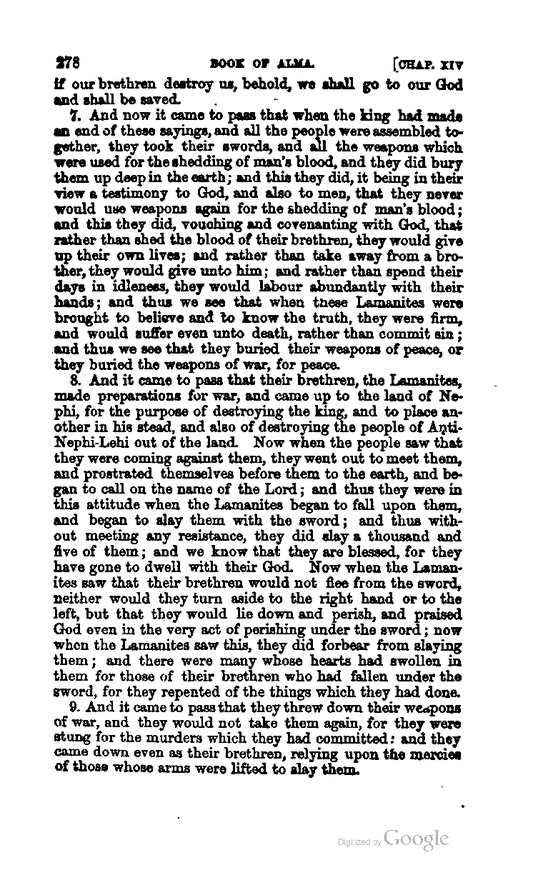 278 BOOK OF ALMA. [CHAP. XIV
if our brethren destroy us, behold, we shall go to our God
and shall be saved.
7. And now it came to pass that when the king had made
an end of these sayings, and all the people were assembled to-
gether, they took their swords, and all the weapons which
were used for the shedding of man's blood, and they did bury
them up deep in the earth; and this they did, it being in their
view a testimony to God, and also to men, that they never
would use weapons again for the shedding of man's blood;
and this they did, vouching and covenanting with God, that
rather than shed the blood of their brethren, they would give
up their own lives; and rather than take away from a bro-
ther, they would give unto him; and rather than spend their
days in idleness, they would labour abundantly with their
hands; and thus we see that when these Lamanites were
brought to believe and to know the truth, they were firm,
and would suffer even unto death, rather than commit sin;
and thus we see that they buried their weapons of peace, or
they buried the weapons of war, for peace.
8. And it came to pass that their brethren, the Lamanites,
made preparations for war, and came up to the land of Ne-
phi, for the purpose of destroying the king, and to place an-
other in his stead, and also of destroying the people of Anti-
Nephi-Lehi out of the land. Now when the people saw that
they were coming against them, they went out to meet them,
and prostrated themselves before them to the earth, and be-
gan to call on the name of the Lord; and thus they were in
this attitude when the Lamanites began to fall upon them,
and began to slay them with the sword; and thus with-
out meeting any resistance, they did slay a thousand and
five of them; and we know that they are blessed, for they
have gone to dwell with their God. Now when the Laman-
ites saw that their brethren would not flee from the sword,
neither would they turn aside to the right hand or to the
left, but that they would lie down and perish, and praised
God even in the very act of perishing under the sword; now
when the Lamanites saw this, they did forbear from slaying
them; and there were many whose hearts had swollen in
them for those of their brethren who had fallen under the
sword, for they repented of the things which they had done.
9. And it came to pass that they threw down their weapons
of war, and they would not take them again, for they were
stung for the murders which they had committed: and they
came down even as their brethren, relying upon the mercies
of those whose arms were lifted to slay them.
Digitized by Google